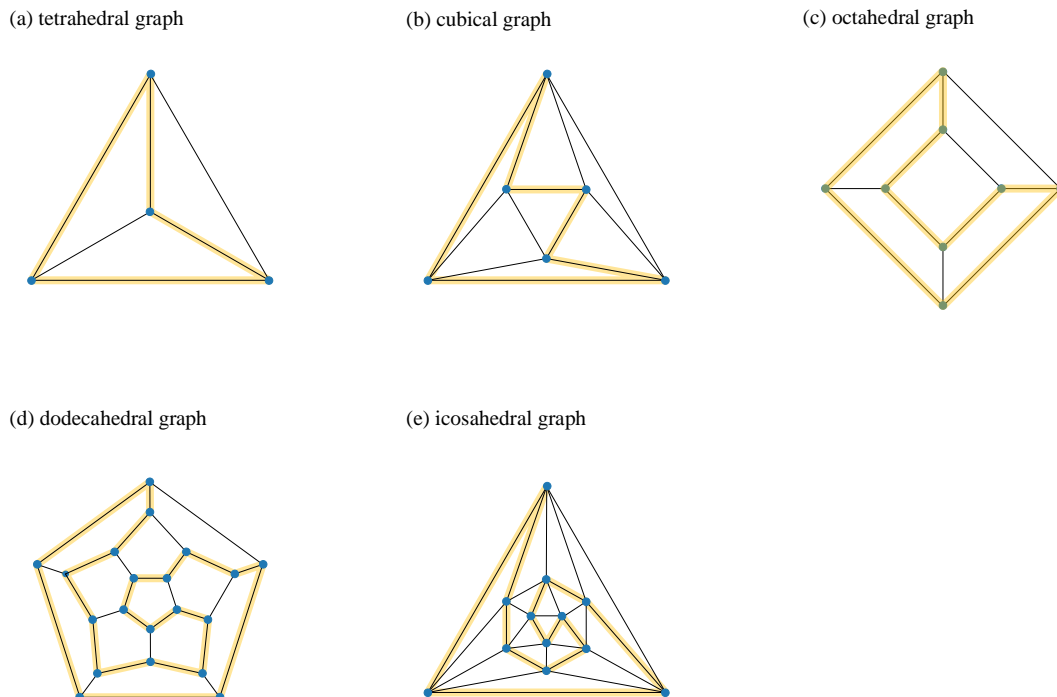 (a) tetrahedral graph
(b) cubical graph
(c) octahedral graph
(d) dodecahedral graph
(e) icosahedral graph